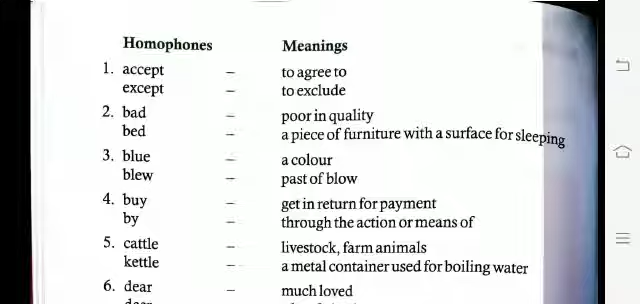 Homophones Meanings
1. accept – to agree to
except – to exclude
2. bad – poor in quality
bed – a piece of furniture with a surface for sleeping
3. blue – a colour
blew – past of blow
4. buy – get in return for payment
by – through the action or means of
5. cattle – livestock, farm animals
kettle – a metal container used for boiling water
6. dear – much loved